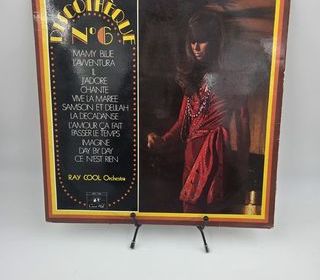 DISCOTHEQUE
N°6
MAMY BLUE
L'AVVENTURA
IL
J'ADORE
CHANTE
VIVE LA MARIEE
SAMSON ET DELILAH
LA DECADANSE
L'AMOUR ÇA FAIT
PASSER LE TEMPS
IMAGINE
DAY BY DAY
CE N'EST RIEN
RAY COOL Orchestra